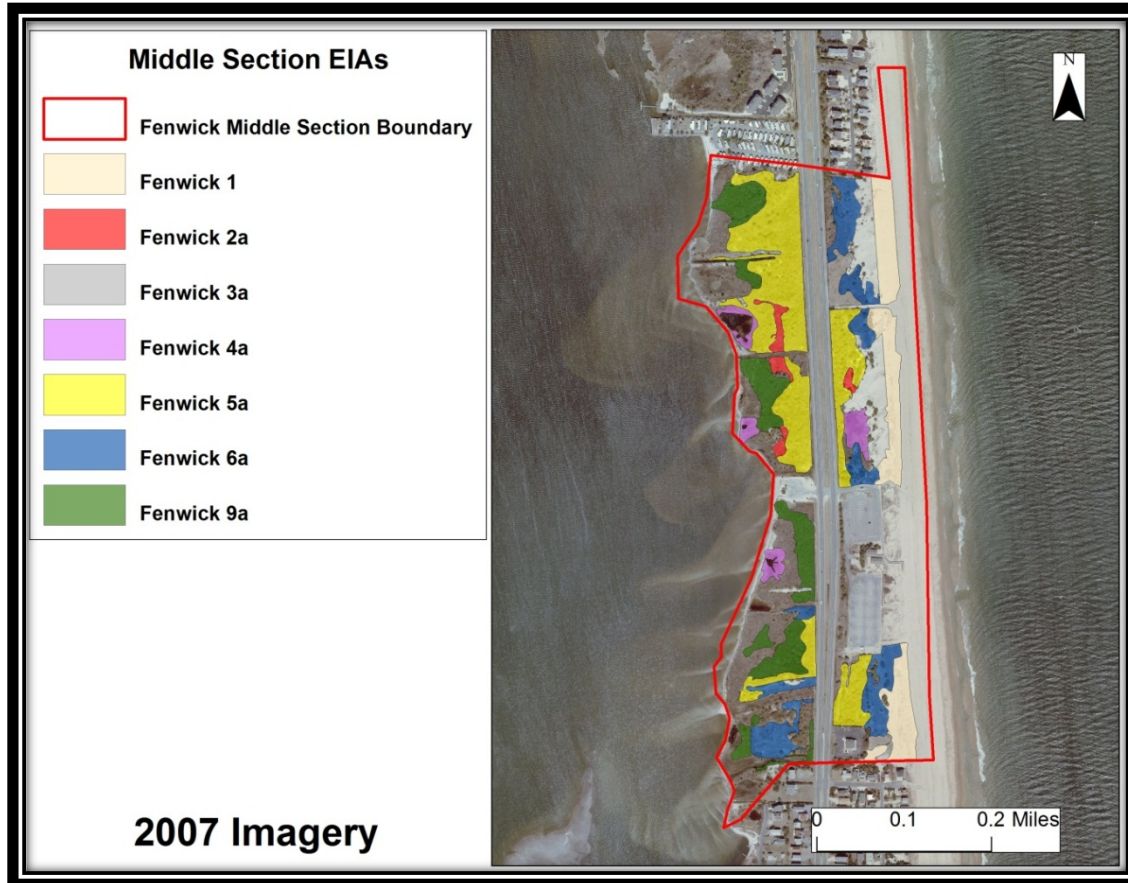 Middle Section EIAs
Fenwick Middle Section Boundary
Fenwick 1
Fenwick 2a
Fenwick 3a
Fenwick 4a
Fenwick 5a
Fenwick 6a
Fenwick 9a
2007 Imagery
N
0 0.1 0.2 Miles